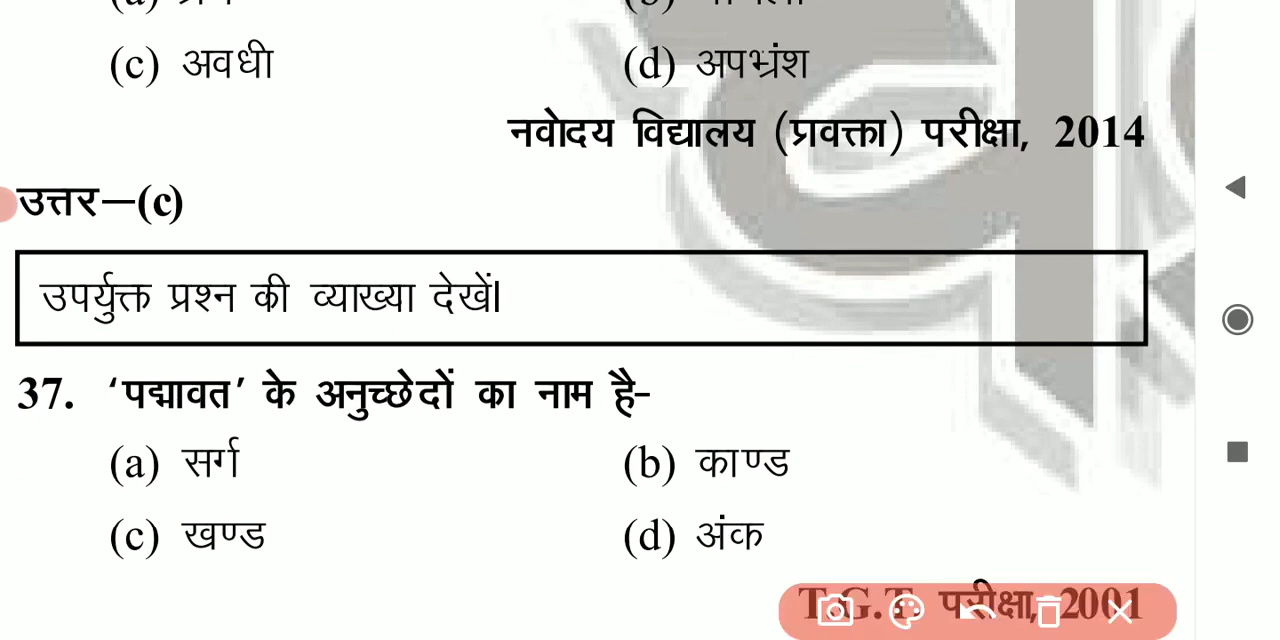 (c) अवधी (d) अपभ्रंश
नवोदय विद्यालय (प्रवक्ता) परीक्षा, 2014
उत्तर–(c)
उपर्युक्त प्रश्न की व्याख्या देखें।
37. ‘पद्मावत’ के अनुच्छेदों का नाम है-
(a) सर्ग (b) काण्ड
(c) खण्ड (d) अंक
T.G.T. परीक्षा, 2001